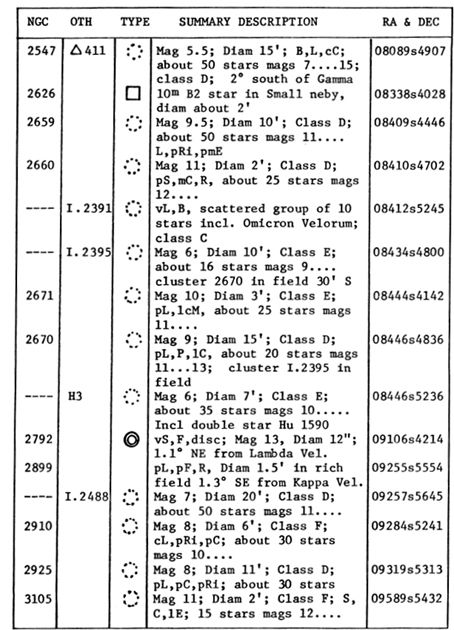 NGC OTH TYPE SUMMARY DESCRIPTION RA & DEC
2547 Δ411 Mag 5.5; Diam 15'; B,L,cC; 08089s4907
about 50 stars mags 7....15;
class D; 2° south of Gamma
2626 10m B2 star in Small neby, 08338s4028
diam about 2'
2659 Mag 9.5; Diam 10'; Class D; 08409s4446
about 50 stars mags 11....
L,pRi,pmE
2660 Mag 11; Diam 2'; Class D; 08410s4702
pS,mC,R, about 25 stars mags
12....
---- I.2391 vL,B, scattered group of 10 08412s5245
stars incl. Omicron Velorum;
class C
---- I.2395 Mag 6; Diam 10'; Class E; 08434s4800
about 16 stars mags 9....
cluster 2670 in field 30' S
2671 Mag 10; Diam 3'; Class E; 08444s4142
pL,lcM, about 25 stars mags
11....
2670 Mag 9; Diam 15'; Class D; 08446s4836
pL,P,lC, about 20 stars mags
11...13; cluster I.2395 in
field
---- H3 Mag 6; Diam 7'; Class E; 08446s5236
about 35 stars mags 10.....
Incl double star Hu 1590
2792 vS,F,disc; Mag 13, Diam 12"; 09106s4214
1.1° NE from Lambda Vel.
2899 pL,pF,R, Diam 1.5' in rich 09255s5554
field 1.3° SE from Kappa Vel.
---- I.2488 Mag 7; Diam 20'; Class D; 09257s5645
about 50 stars mags 11....
2910 Mag 8; Diam 6'; Class F; 09284s5241
cL,pRi,pC; about 30 stars
mags 10....
2925 Mag 8; Diam 11'; Class D; 09319s5313
pL,pC,pRi; about 30 stars
3105 Mag 11; Diam 2'; Class F; S, 09589s5432
C,lE; 15 stars mags 12....